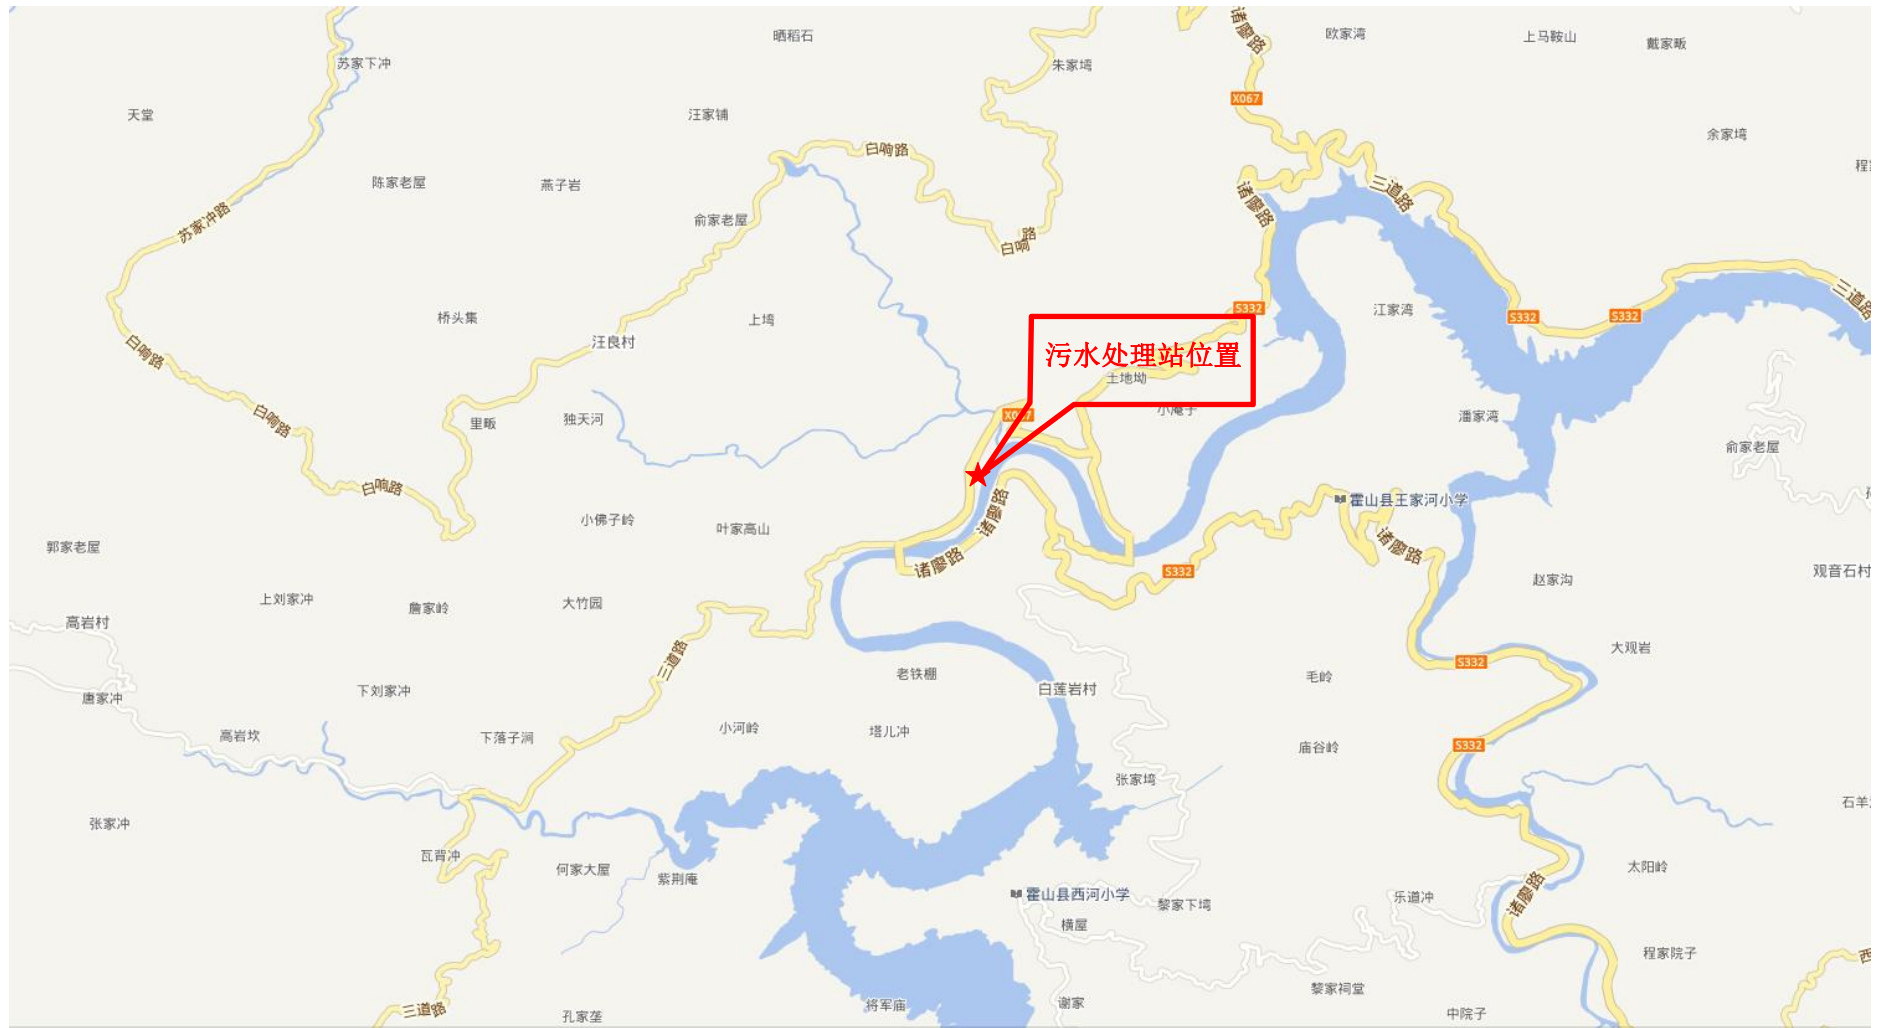 诸廖路
欧家湾
上马鞍山
戴家畈
晒稻石
苏家下冲
朱家塆
X067
天堂
汪家铺
余家塆
白响路
陈家老屋
燕子岩
三道路
诸廖路
苏家冲路
俞家老屋
白响路
三道路
桥头集
上塆
S332
江家湾
S332
S332
白响路
汪良村
污水处理站位置
土地坳
白响路
里畈
独天河
小庵子
潘家湾
俞家老屋
白响路
诸廖路
霍山县王家河小学
小佛子岭
叶家高山
郭家老屋
诸廖路
诸廖路
S332
观音石村
赵家沟
上刘家冲
詹家岭
大竹园
高岩村
三道路
大观岩
S332
老铁棚
毛岭
唐家冲
下刘家冲
白莲岩村
高岩坎
下落子涧
小河岭
塔儿冲
庙谷岭
S332
张家塆
张家冲
瓦背冲
何家大屋
紫荆庵
太阳岭
霍山县西河小学
黎家下塆
乐道冲
诸廖路
横屋
程家院子
黎家祠堂
三道路
孔家垄
将军庙
谢家
中院子